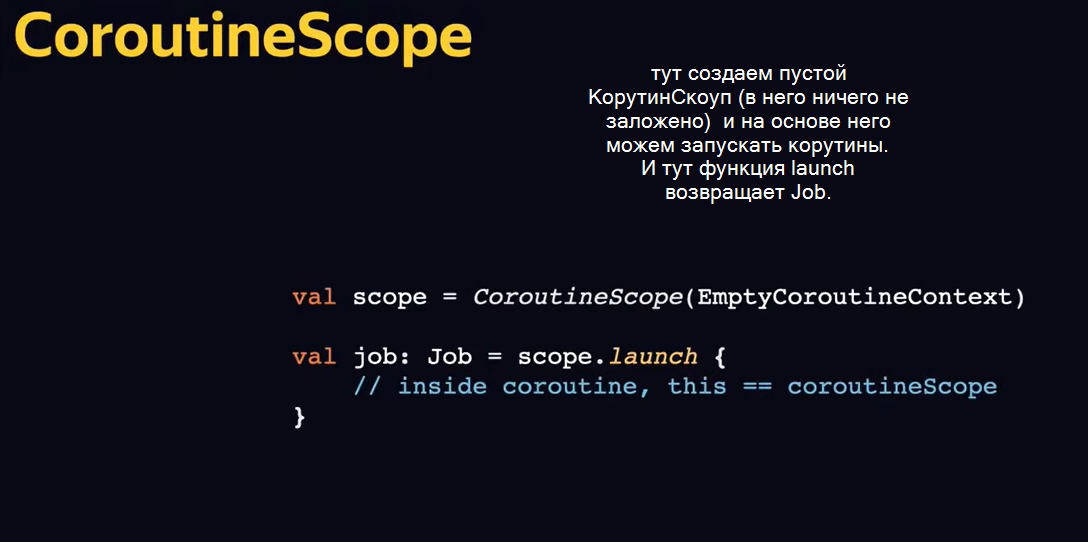 CoroutineScope
тут создаем пустой
КорутинСкоуп (в него ничего не
заложено)  и на основе него
можем запускать корутины.
И тут функция launch
возвращает Job.
val scope = CoroutineScope(EmptyCoroutineContext)
val job: Job = scope.launch {
    // inside coroutine, this == coroutineScope
}